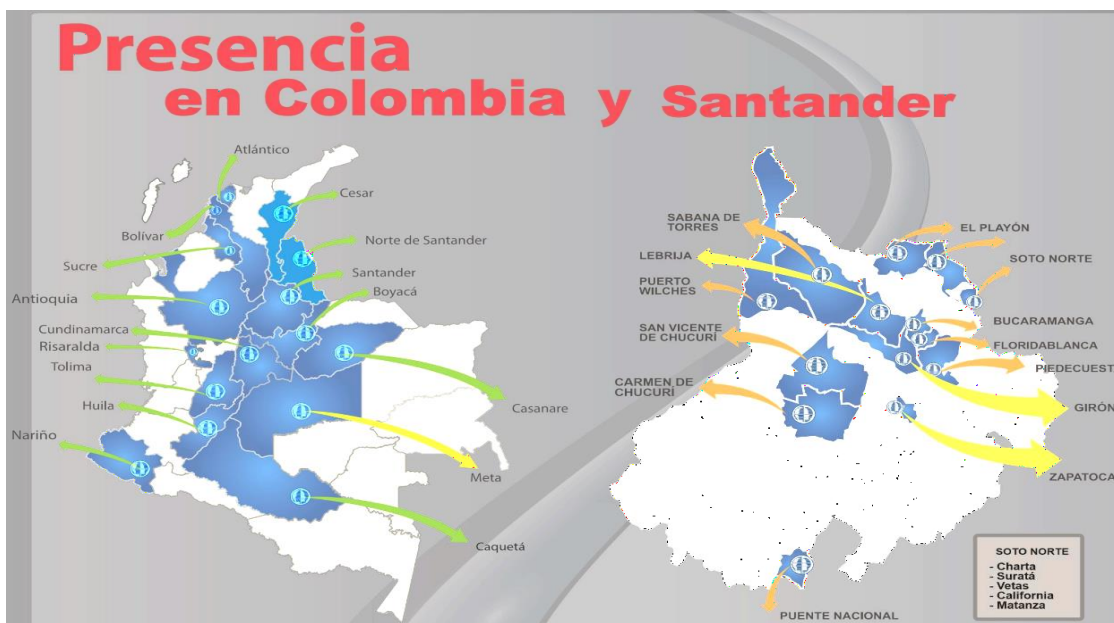 Presencia
en Colombia y Santander
Atlántico
Cesar
Bolívar
Norte de Santander
Sucre
Santander
Antioquia
Boyacá
Cundinamarca
Risaralda
Tolima
Casanare
Huila
Nariño
Meta
Caquetá
SABANA DE
TORRES
EL PLAYÓN
LEBRIJA
SOTO NORTE
PUERTO
WILCHES
BUCARAMANGA
SAN VICENTE
DE CHUCURÍ
FLORIDABLANCA
PIEDECUEST
CARMEN DE
CHUCURÍ
GIRÓN
ZAPATOCA
PUENTE NACIONAL
SOTO NORTE
- Charta
- Suratá
- Vetas
- California
- Matanza